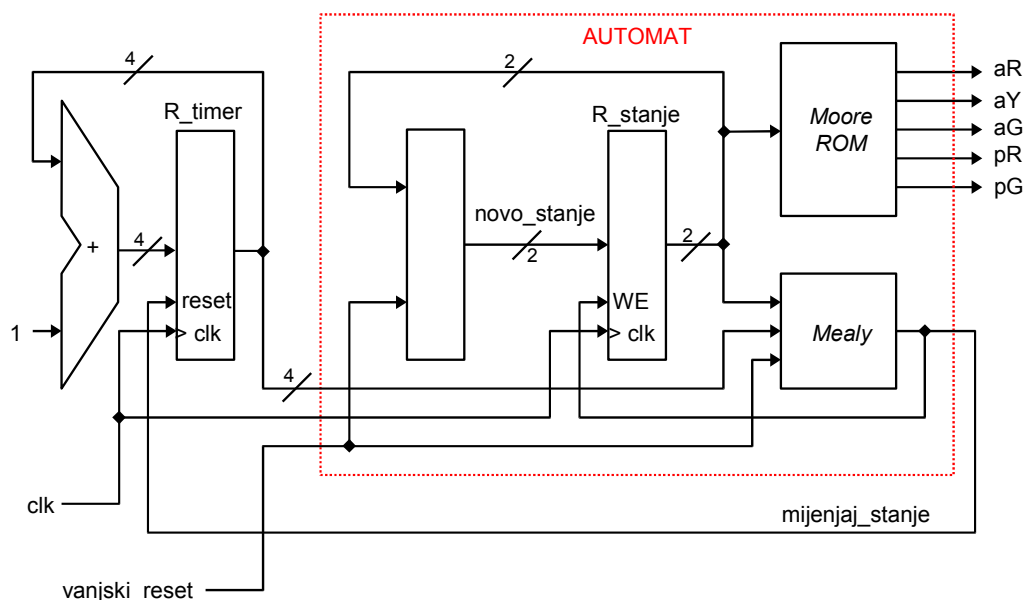 AUTOMAT
4
2
aR
aY
aG
pR
pG
Moore
ROM
R_timer
R_stanje
novo_stanje
+
4
2
2
reset
WE
1
> clk
> clk
Mealy
4
clk
mijenjaj_stanje
vanjski_reset